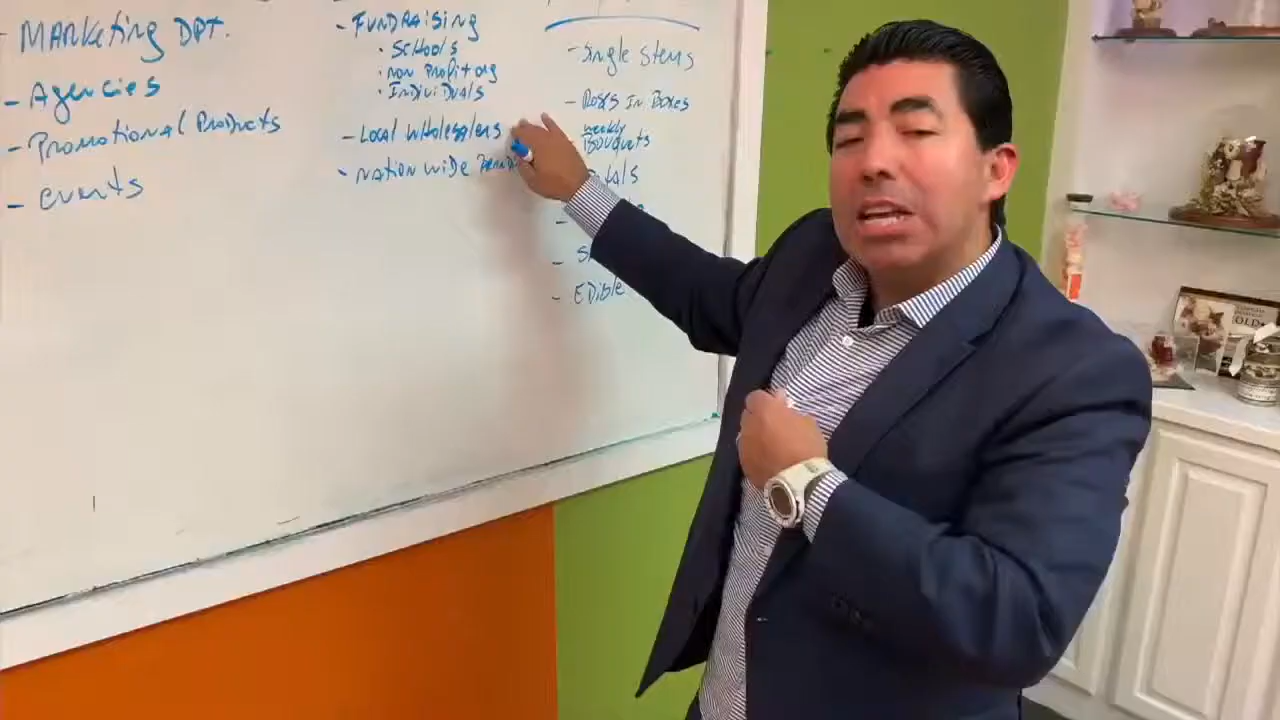 - MARKETING DPT.
- AGENCIES
- PROMOTIONAL PRODUCTS
- EVENTS
- FUNDRAISING
• SCHOOLS
• NON PROFIT ORG
• INDIVIDUALS
- LOCAL WHOLESALERS
- NATION WIDE
- SINGLE STEMS
- ROSES IN BOXES
WEEKLY
BOUQUETS
- EDIBLE
OLD